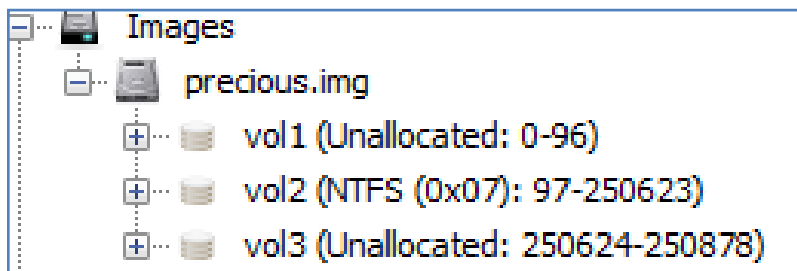 Images
precious.img
vol1 (Unallocated: 0-96)
vol2 (NTFS (0x07): 97-250623)
vol3 (Unallocated: 250624-250878)